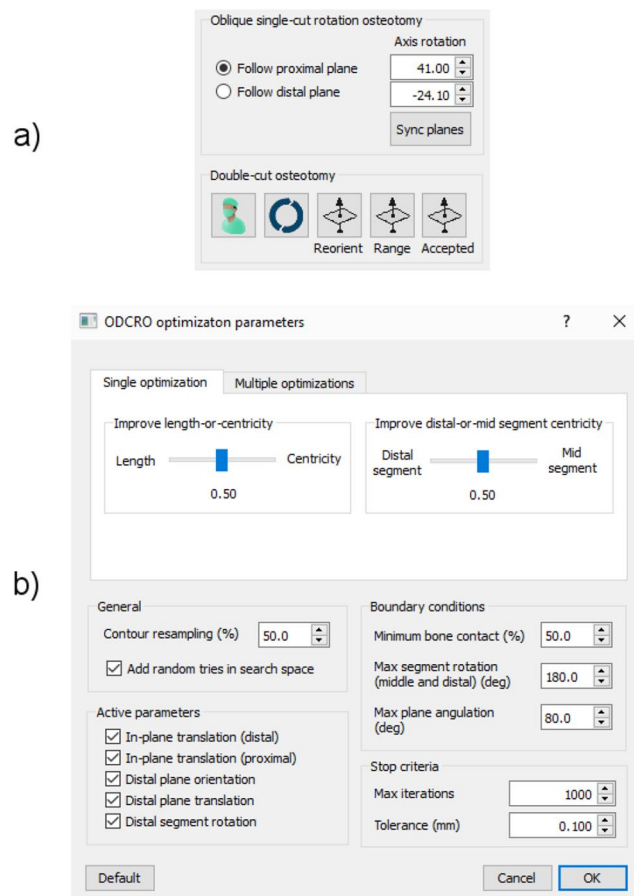 a)
Oblique single-cut rotation osteotomy
Axis rotation
Follow proximal plane 41.00
Follow distal plane -24.10
Sync planes
Double-cut osteotomy
Reorient Range Accepted
b)
ODCRO optimizaton parameters ?
Single optimization Multiple optimizations
Improve length-or-centricity
Length Centricity
0.50
Improve distal-or-mid segment centricity
Distal segment Mid segment
0.50
General
Contour resampling (%) 50.0
Add random tries in search space
Active parameters
In-plane translation (distal)
In-plane translation (proximal)
Distal plane orientation
Distal plane translation
Distal segment rotation
Boundary conditions
Minimum bone contact (%) 50.0
Max segment rotation
(middle and distal) (deg) 180.0
Max plane angulation
(deg) 80.0
Stop criteria
Max iterations 1000
Tolerance (mm) 0.100
Default Cancel OK